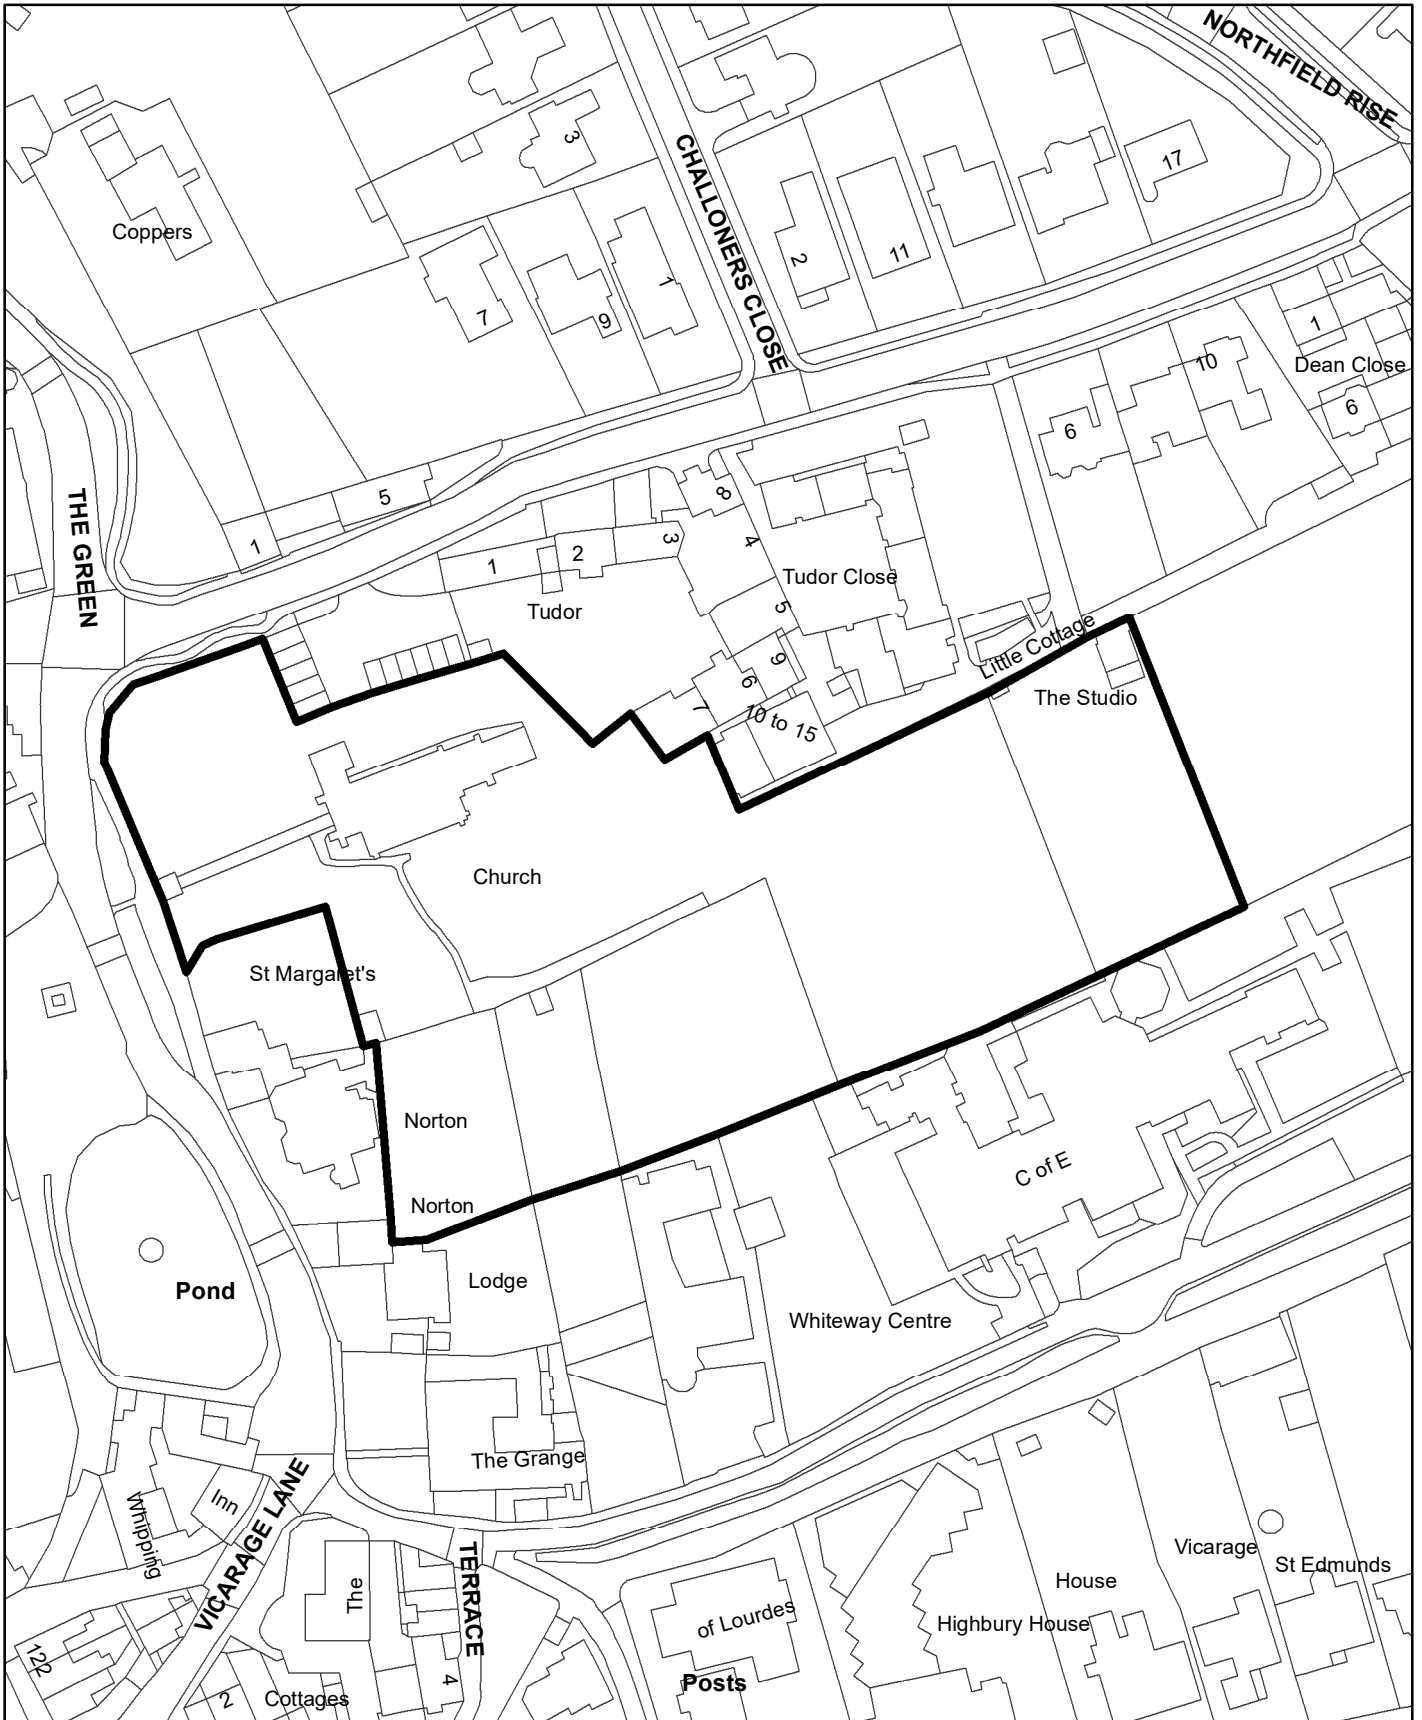 NORTHFIELD RISE
3
CHALLONERS CLOSE
17
Coppers
2
11
1
7
9
1
Dean Close
10
6
6
THE GREEN
5
8
1
3
4
2
1
Tudor Close
Tudor
5
Little Cottage
9
6
The Studio
7
10 to 15
Church
St Margaret's
Norton
C of E
Norton
Pond
Lodge
Whiteway Centre
The Grange
Inn
Whipping
VICARAGE LANE
TERRACE
The
Vicarage
St Edmunds
House
of Lourdes
Highbury House
122
4
Posts
2
Cottages